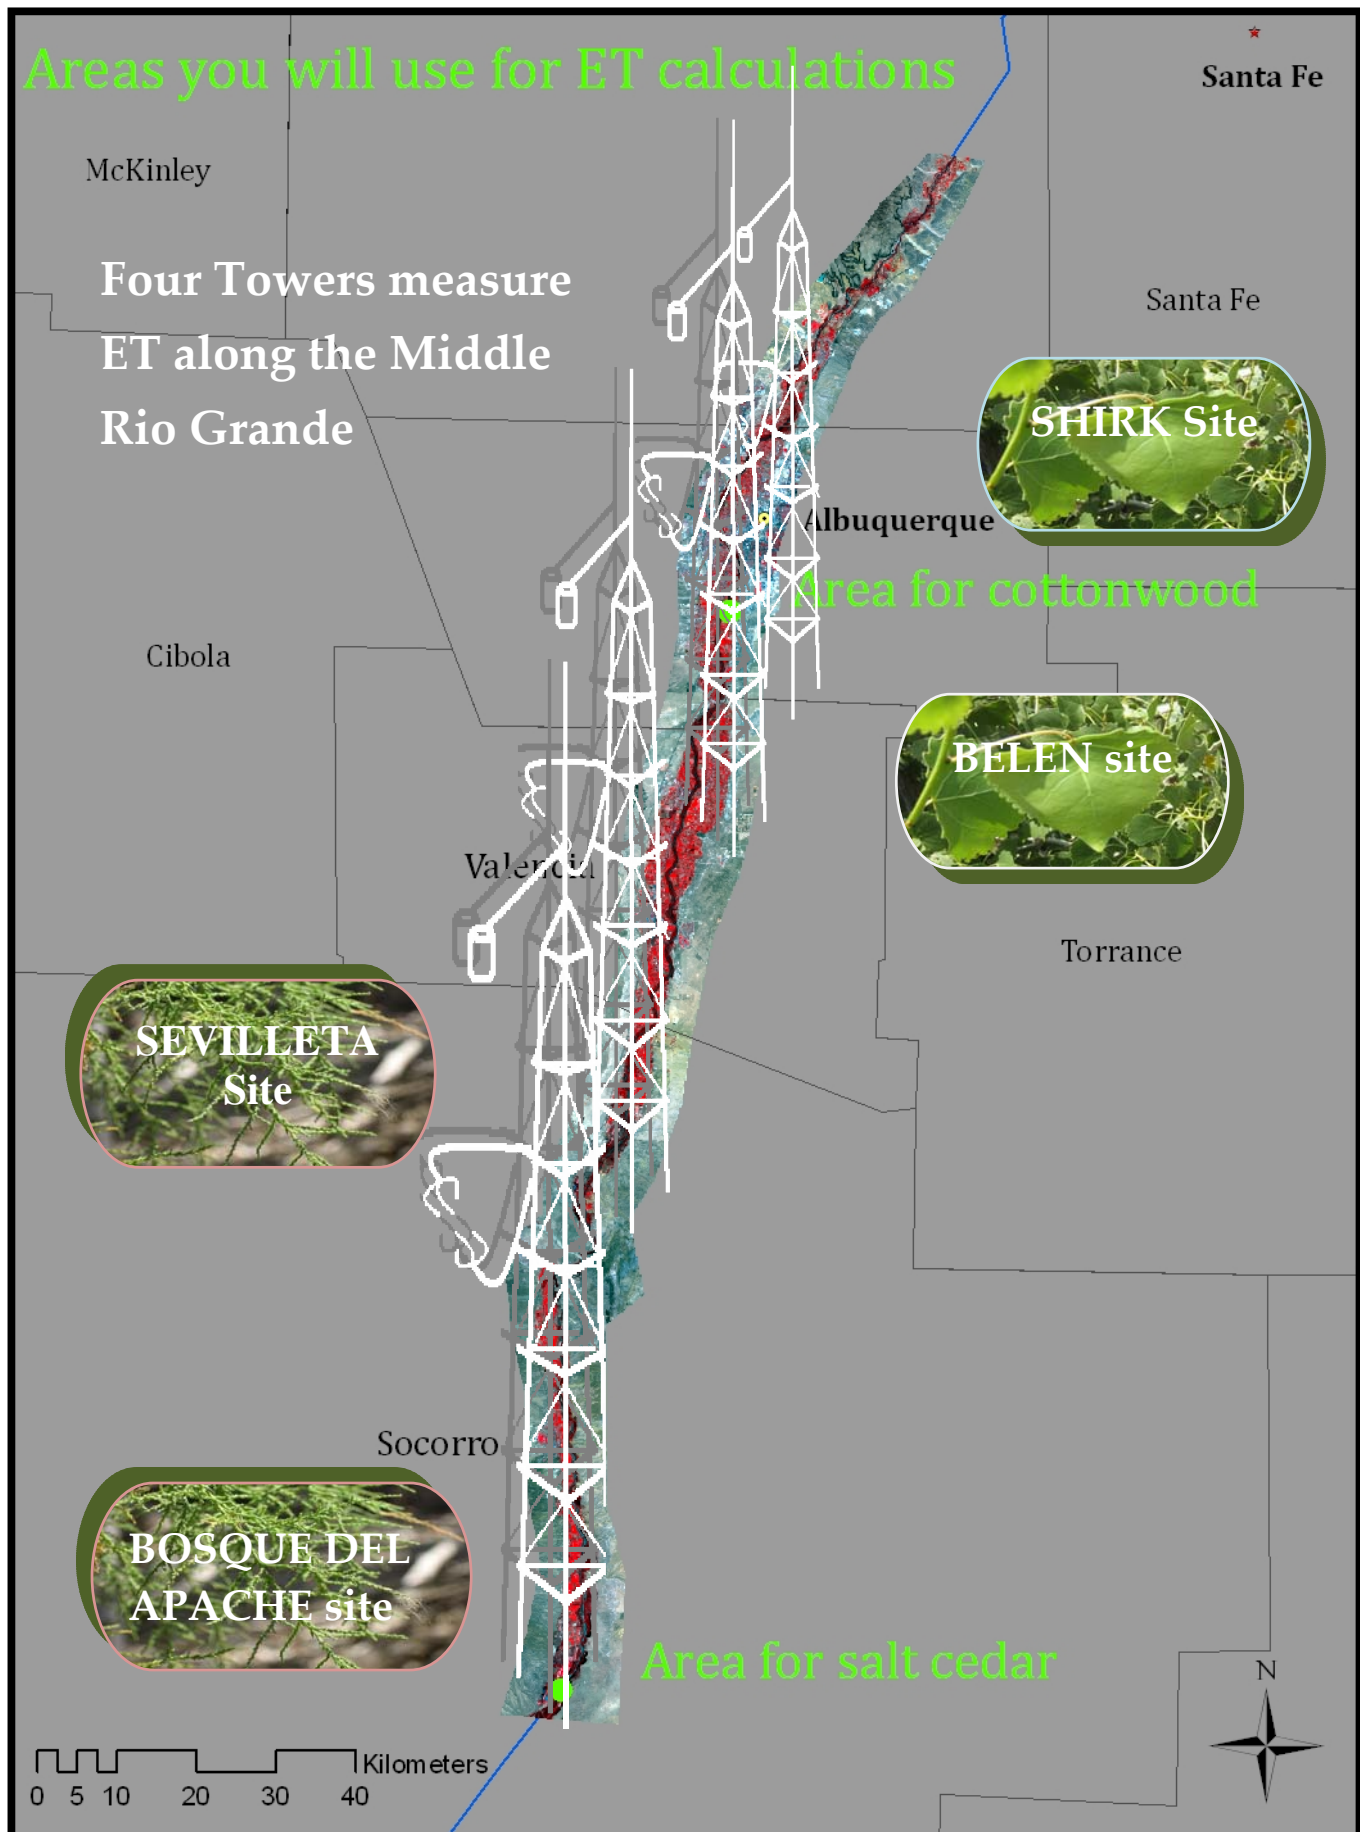 Areas you will use for ET calculations
Santa Fe
McKinley
Four Towers measure
ET along the Middle
Rio Grande
Santa Fe
SHIRK Site
Albuquerque
Area for cottonwood
Cibola
BELEN site
Valencia
Torrance
SEVILLETA
Site
Socorro
BOSQUE DEL
APACHE site
Area for salt cedar
N
Kilometers
0 5 10 20 30 40